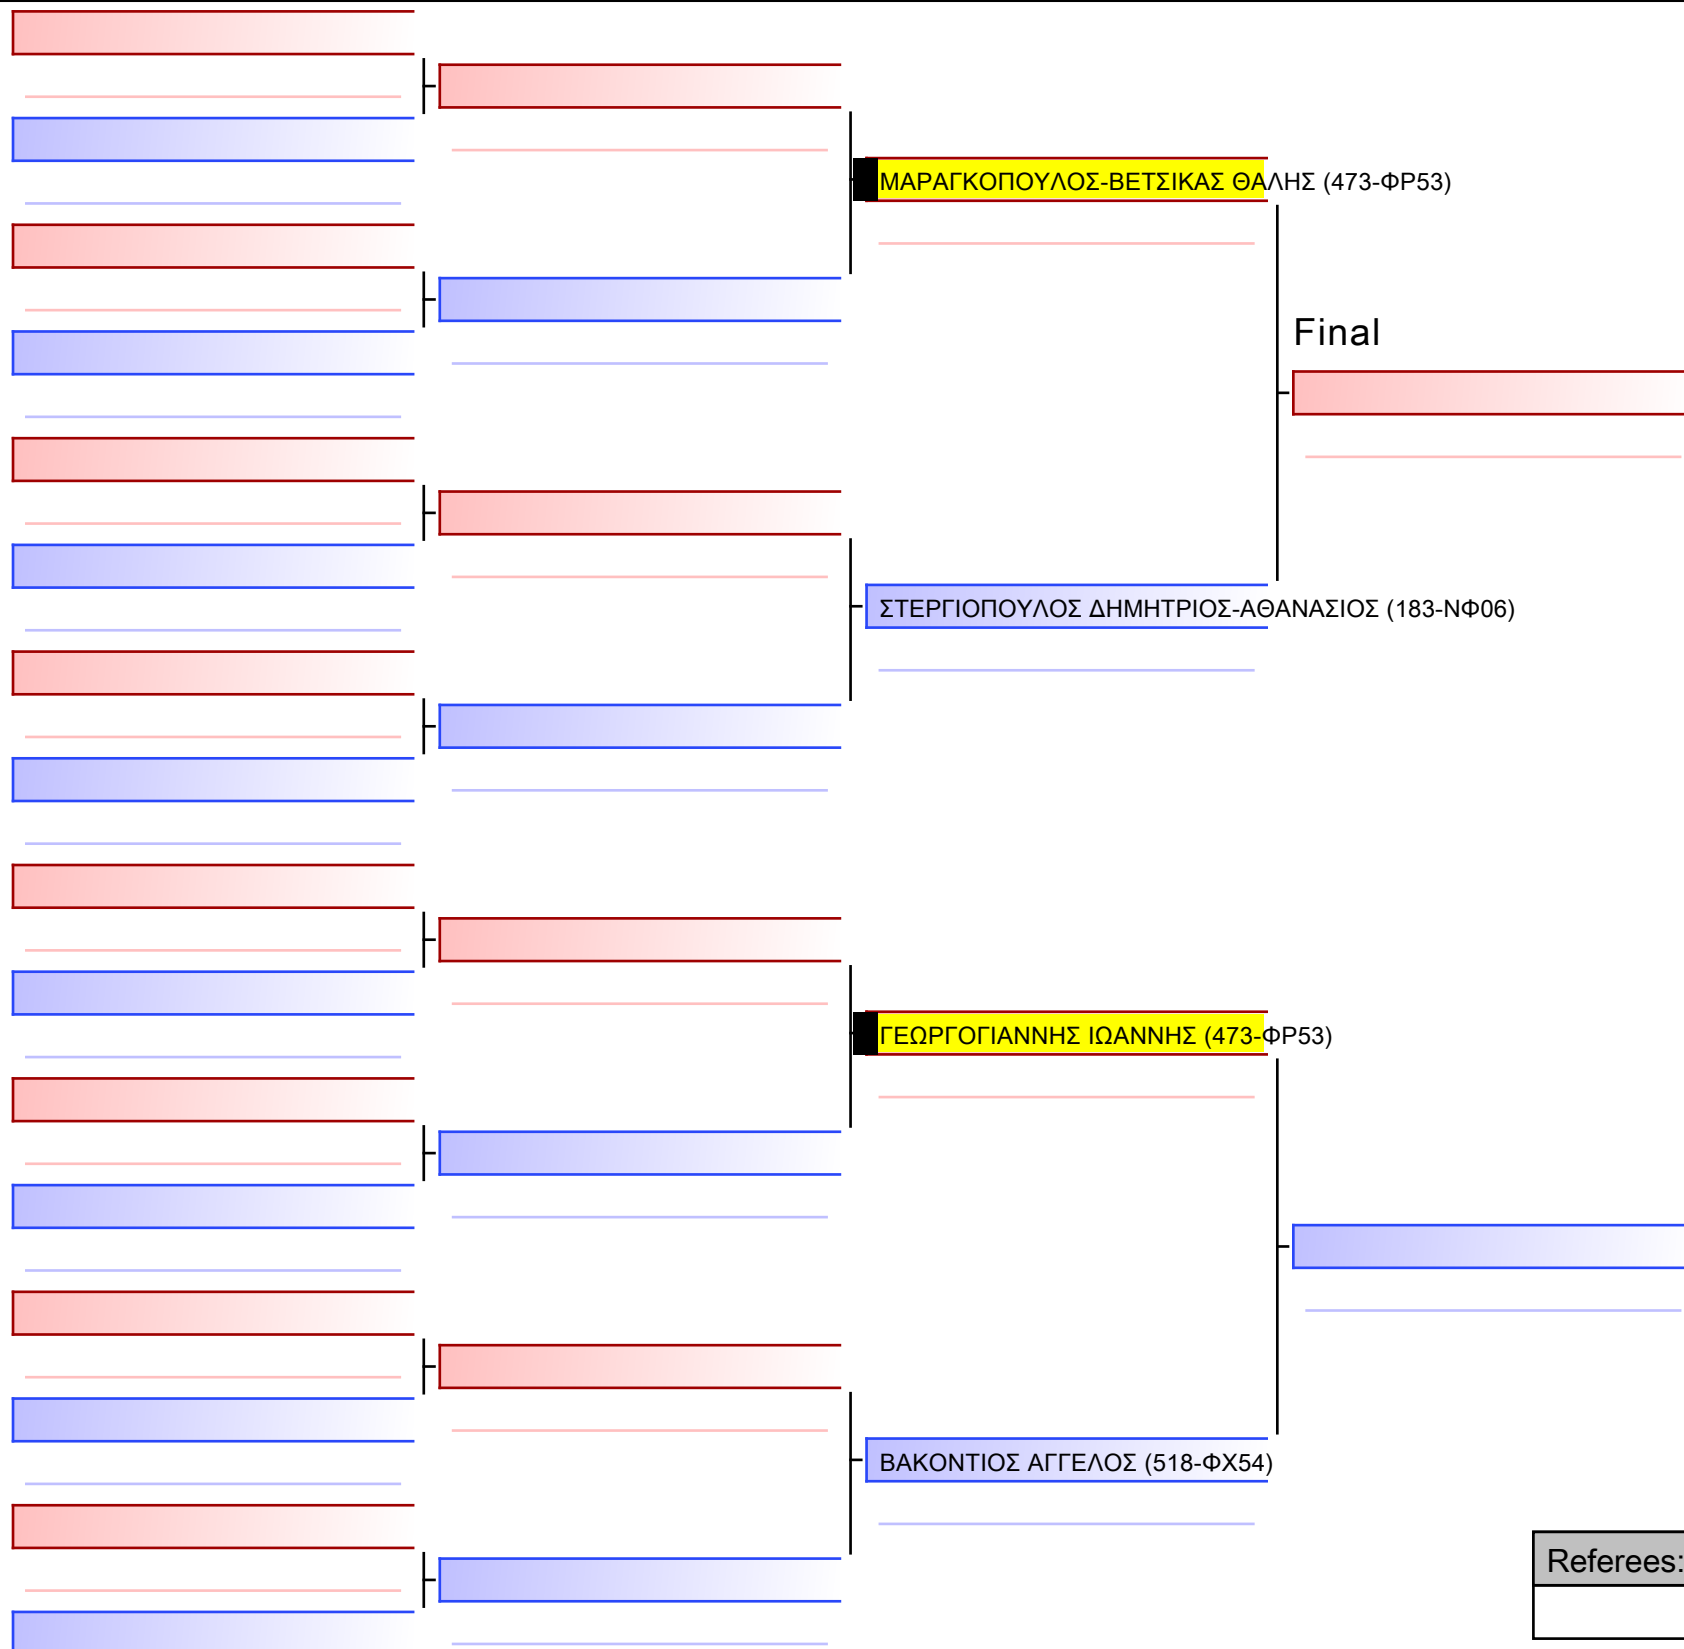 ΜΑΡΑΓΚΟΠΟΥΛΟΣ-ΒΕΤΣΙΚΑΣ ΘΑΛΗΣ (473-ΦΡ53)
Final
ΣΤΕΡΓΙΟΠΟΥΛΟΣ ΔΗΜΗΤΡΙΟΣ-ΑΘΑΝΑΣΙΟΣ (183-ΝΦ06)
ΓΕΩΡΓΟΓΙΑΝΝΗΣ ΙΩΑΝΝΗΣ (473-ΦΡ53)
ΒΑΚΟΝΤΙΟΣ ΑΓΓΕΛΟΣ (518-ΦΧ54)
Referees: